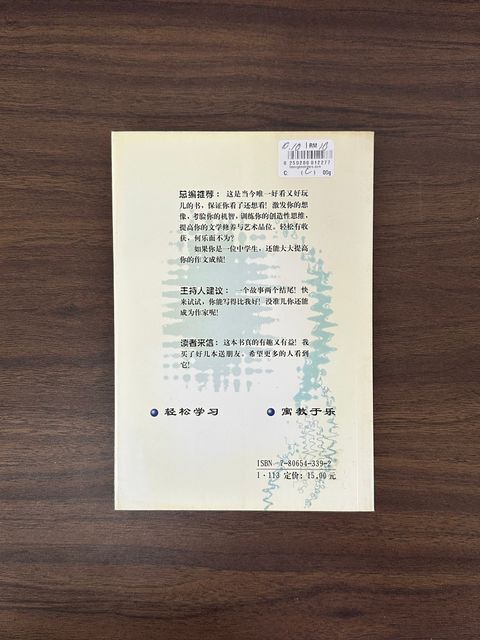 RM 10
9 250200 012277
总编推荐：这是当今唯一好看又好玩
儿的书，保证你看了还想看！激发你的想
像，考验你的机智，训练你的创造性思维，
提高你的文学修养与艺术品位。轻松有收
获，何乐而不为？
如果你是一位中学生，还能大大提高
你的作文成绩！
主持人建议：一个故事两个结尾！快
来试试，你能写得比我好！没准儿你还能
成为作家呢！
读者来信：这本书真的有趣又有益！我
买了好几本送朋友，希望更多的人看到
它！
轻松学习
寓教于乐
ISBN 7-80654-339-2
I·113 定价：15.00 元